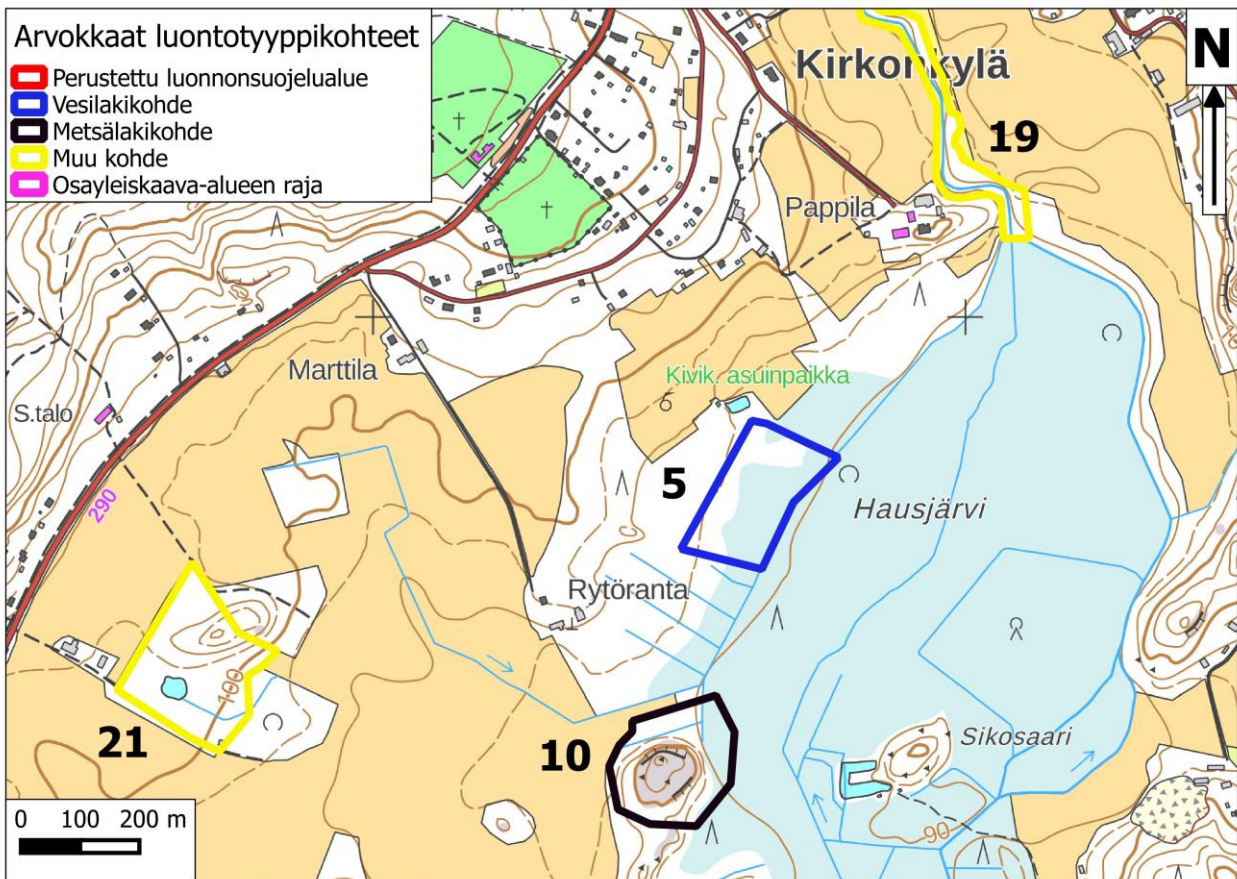 Arvokkaat luontotyyppikohteet
Perustettu luonnonsuojelualue
Vesilakikohde
Metsälakikohde
Muu kohde
Osayleiskaava-alueen raja
Kirkonkylä
N
19
Pappila
Marttila
Kivik. asuinpaikka
S.talo
290
5
Hausjärvi
Rytöranta
100
21
10
Sikosaari
90
0 100 200 m